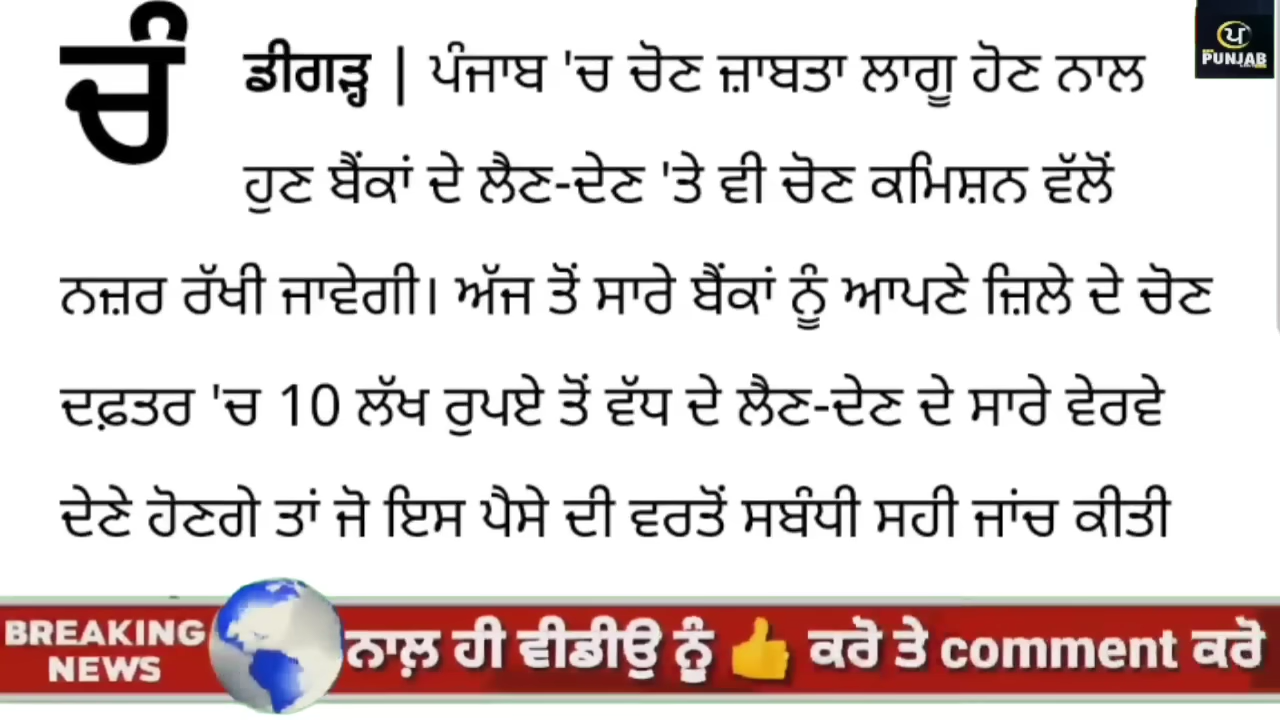 ਚੰਡੀਗੜ੍ਹ | ਪੰਜਾਬ 'ਚ ਚੋਣ ਜ਼ਾਬਤਾ ਲਾਗੂ ਹੋਣ ਨਾਲ
ਹੁਣ ਬੈਂਕਾਂ ਦੇ ਲੈਣ-ਦੇਣ 'ਤੇ ਵੀ ਚੋਣ ਕਮਿਸ਼ਨ ਵੱਲੋਂ
ਨਜ਼ਰ ਰੱਖੀ ਜਾਵੇਗੀ। ਅੱਜ ਤੋਂ ਸਾਰੇ ਬੈਂਕਾਂ ਨੂੰ ਆਪਣੇ ਜ਼ਿਲੇ ਦੇ ਚੋਣ
ਦਫ਼ਤਰ 'ਚ 10 ਲੱਖ ਰੁਪਏ ਤੋਂ ਵੱਧ ਦੇ ਲੈਣ-ਦੇਣ ਦੇ ਸਾਰੇ ਵੇਰਵੇ
ਦੇਣੇ ਹੋਣਗੇ ਤਾਂ ਜੋ ਇਸ ਪੈਸੇ ਦੀ ਵਰਤੋਂ ਸਬੰਧੀ ਸਹੀ ਜਾਂਚ ਕੀਤੀ
ਪ
PUNJAB
BREAKING
NEWS
ਨਾਲ਼ ਹੀ ਵੀਡੀਉ ਨੂੰ 👍 ਕਰੋ ਤੇ comment ਕਰੋ